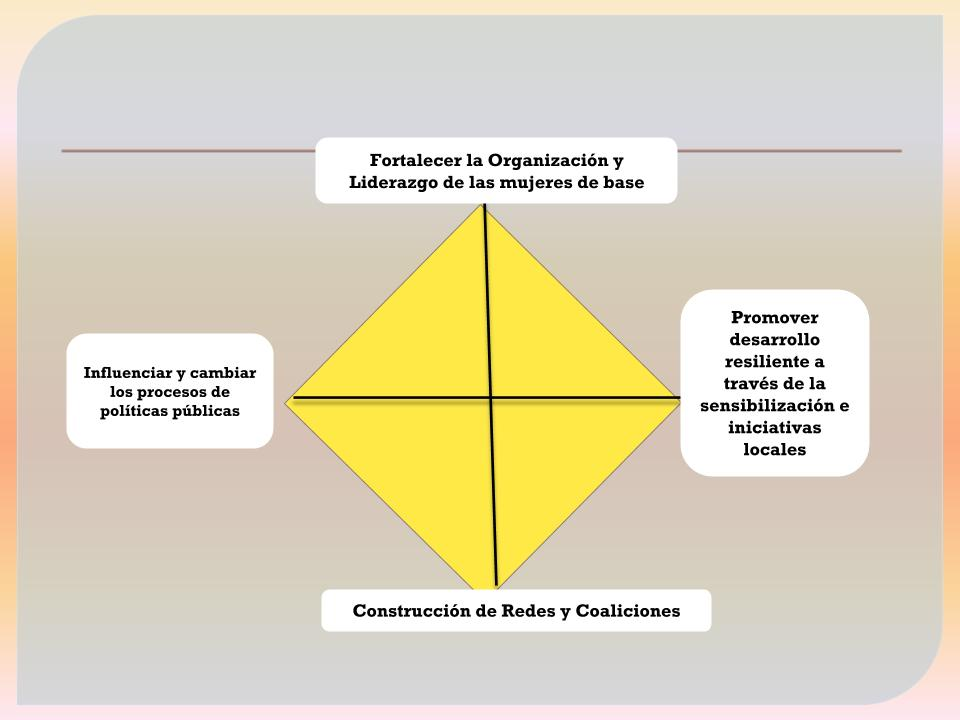 Fortalecer la Organización y
Liderazgo de las mujeres de base
Influenciar y cambiar
los procesos de
políticas públicas
Promover
desarrollo
resiliente a
través de la
sensibilización e
iniciativas
locales
Construcción de Redes y Coaliciones